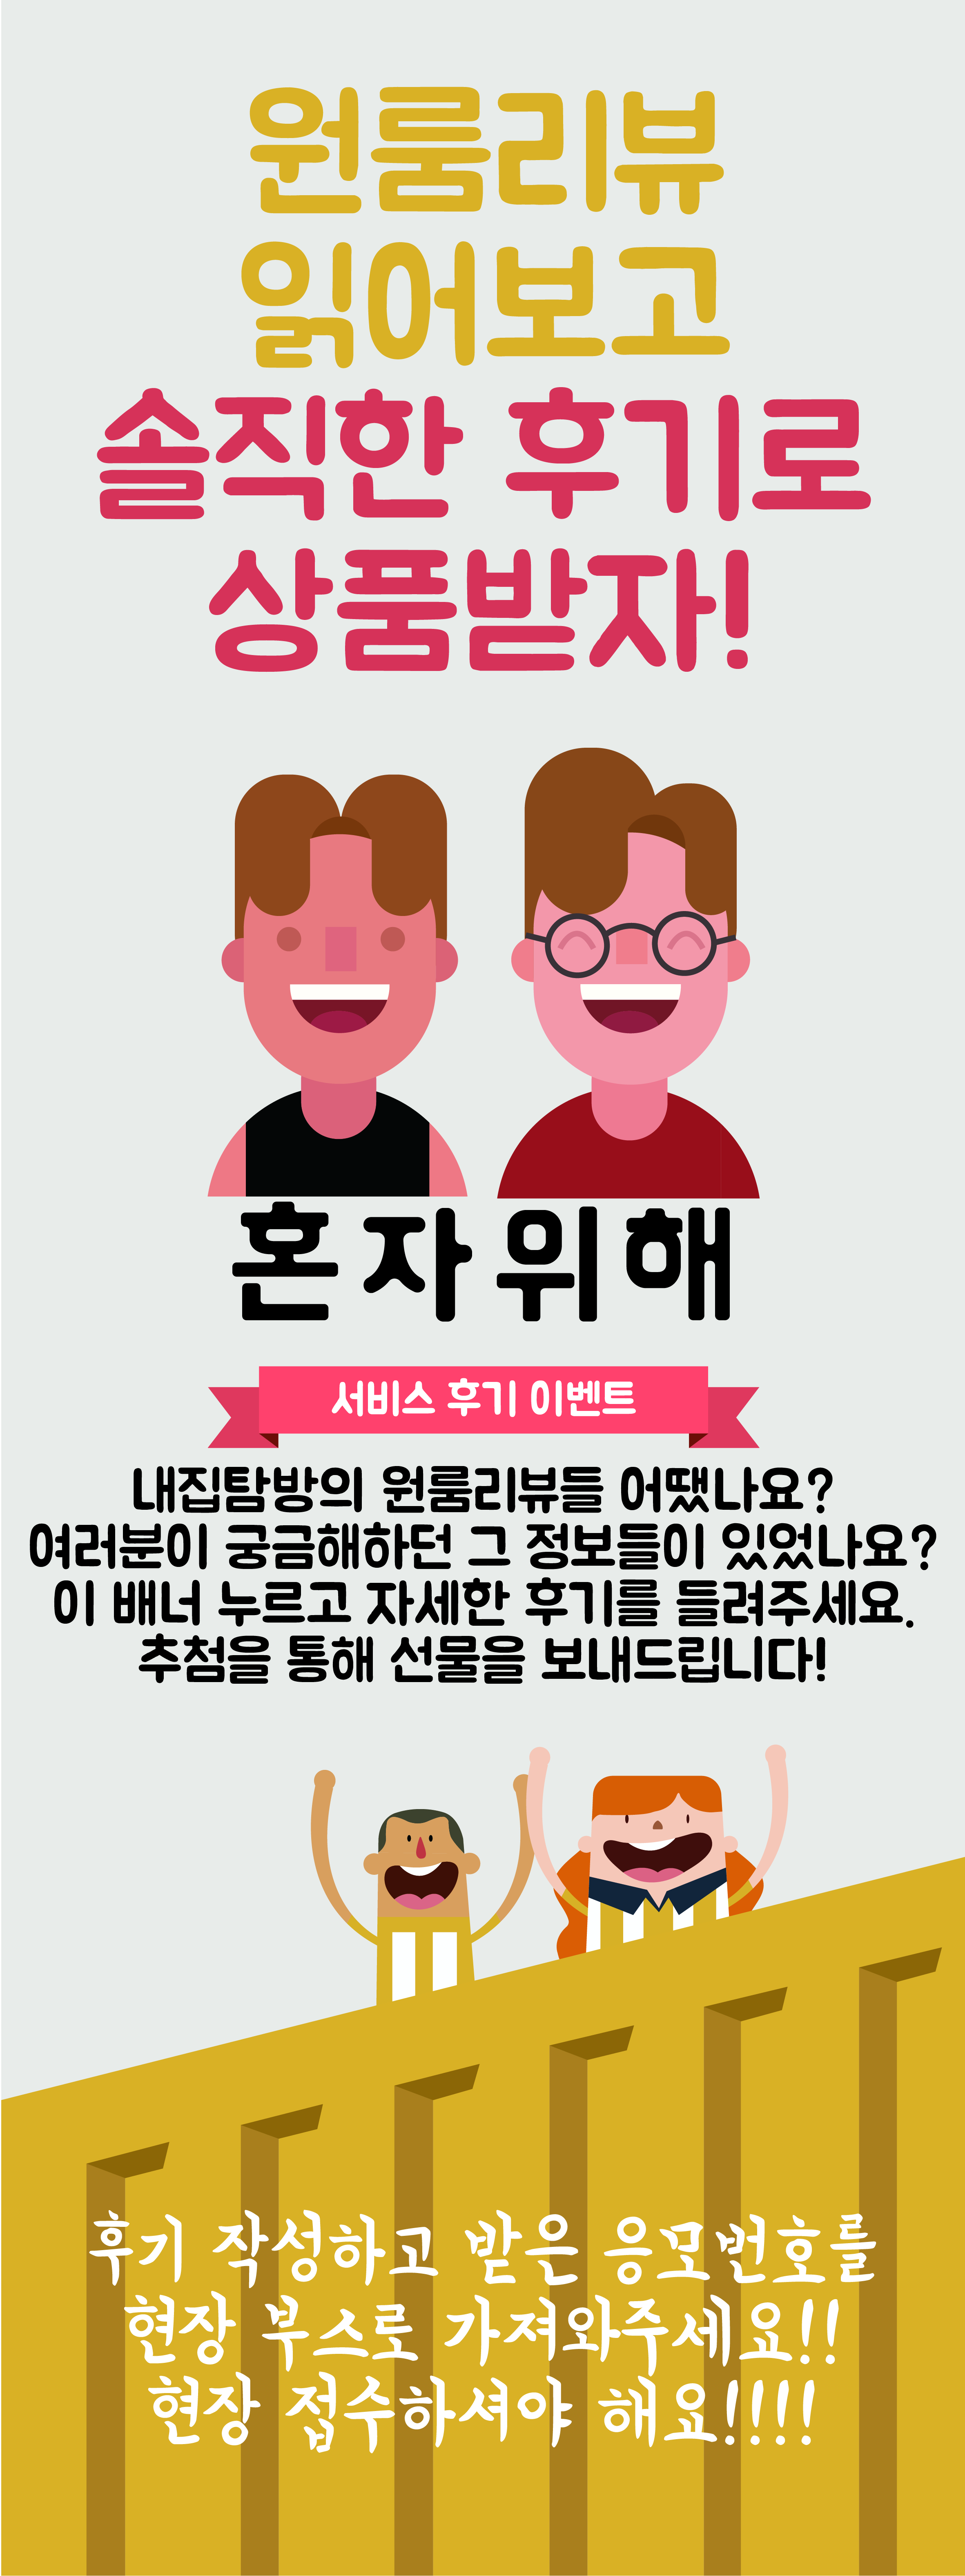 원룸리뷰
읽어보고
솔직한 후기로
상품받자!
혼자위해
서비스 후기 이벤트
내집탐방의 원룸리뷰들 어땠나요?
여러분이 궁금해하던 그 정보들이 있었나요?
이 배너 누르고 자세한 후기를 들려주세요.
추첨을 통해 선물을 보내드립니다!
후기 작성하고 받은 응모번호를
현장 부스로 가져와주세요!!
현장 접수하셔야 해요!!!!